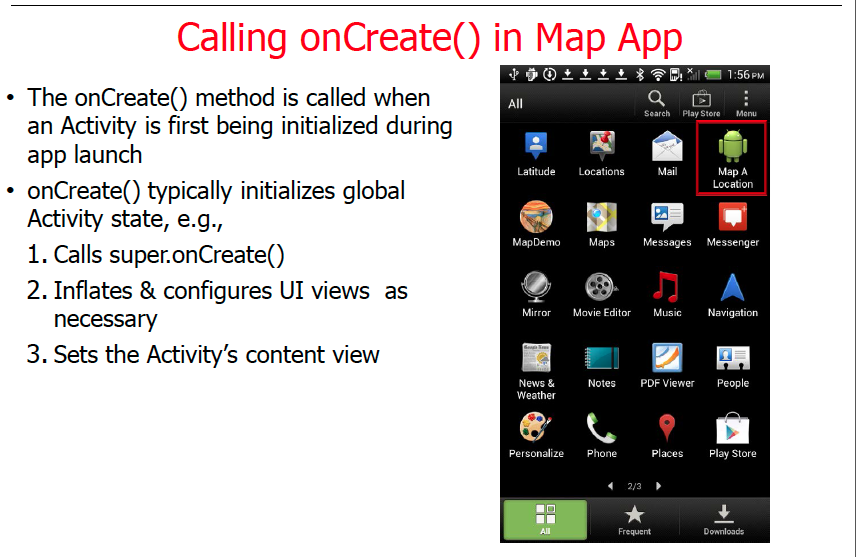 Calling onCreate() in Map App
• The onCreate() method is called when
an Activity is first being initialized during
app launch
• onCreate() typically initializes global
Activity state, e.g.,
1. Calls super.onCreate()
2. Inflates & configures UI views as
necessary
3. Sets the Activity's content view
1:56 PM
All
Search Play Store Menu
Latitude Locations Mail Map A
Location
MapDemo Maps Messages Messenger
Mirror Movie Editor Music Navigation
News &
Weather Notes PDF Viewer People
Personalize Phone Places Play Store
2/3
All Frequent Downloads